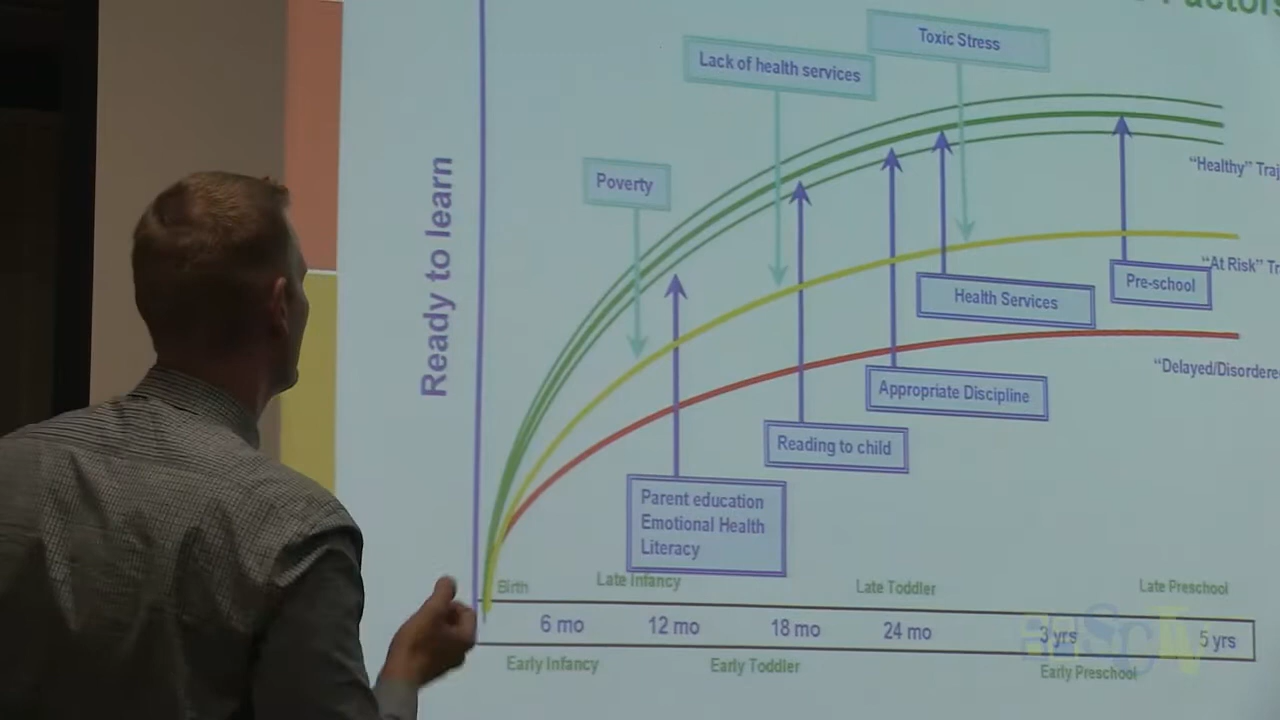 Factors
Toxic Stress
Lack of health services
Poverty
"Healthy"
"At Risk"
Pre-school
Health Services
"Delayed/Disordere
Appropriate Discipline
Reading to child
Parent education
Emotional Health
Literacy
Ready to learn
Birth
Late Infancy
Late Toddler
Late Preschool
6 mo
12 mo
18 mo
24 mo
3 yrs
5 yrs
Early Infancy
Early Toddler
Early Preschool